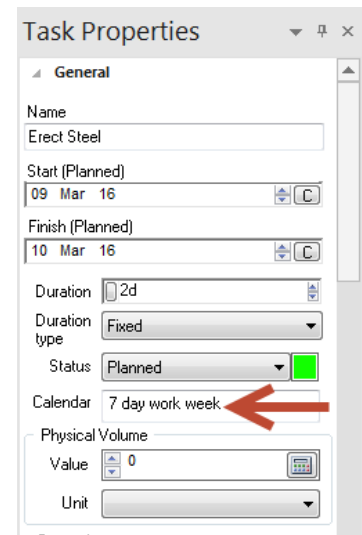 Task Properties
General
Name
Erect Steel
Start (Planned)
09 Mar 16
C
Finish (Planned)
10 Mar 16
C
Duration 2d
Duration type Fixed
Status Planned
Calendar 7 day work week
Physical Volume
Value 0
Unit